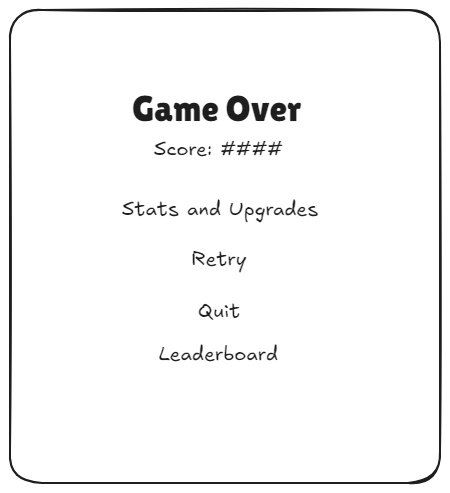 Game Over
Score: ####
Stats and Upgrades
Retry
Quit
Leaderboard